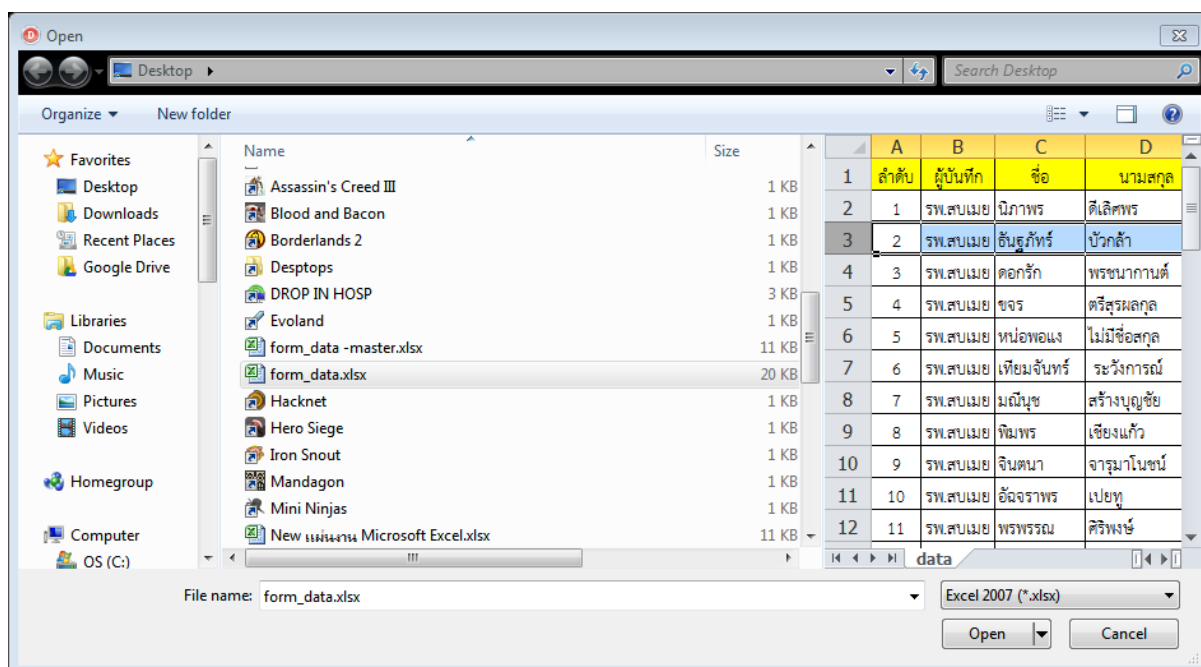 Open
Desktop
Search Desktop
Organize
New folder
Favorites
Desktop
Downloads
Recent Places
Google Drive
Libraries
Documents
Music
Pictures
Videos
Homegroup
Computer
OS (C:)
Name Size
Assassin's Creed III 1 KB
Blood and Bacon 1 KB
Borderlands 2 1 KB
Desptops 1 KB
DROP IN HOSP 3 KB
Evoland 1 KB
form_data -master.xlsx 11 KB
form_data.xlsx 20 KB
Hacknet 1 KB
Hero Siege 1 KB
Iron Snout 1 KB
Mandagon 1 KB
Mini Ninjas 1 KB
New แผ่นงาน Microsoft Excel.xlsx 11 KB
A B C D
1 ลำดับ ผู้บันทึก ชื่อ นามสกุล
2 1 รพ.สบเมย นิภาพร ดีเลิศพร
3 2 รพ.สบเมย ธันฐภัทร์ บัวกล้า
4 3 รพ.สบเมย ดอกรัก พรชนากานต์
5 4 รพ.สบเมย ขจร ตรีสุรผลกุล
6 5 รพ.สบเมย หน่อพอแง ไม่มีชื่อสกุล
7 6 รพ.สบเมย เทียมจันทร์ ระวังการณ์
8 7 รพ.สบเมย มณีนุช สร้างบุญชัย
9 8 รพ.สบเมย พิมพร เชียงแก้ว
10 9 รพ.สบเมย จินตนา จารุมาโนชน์
11 10 รพ.สบเมย อัฉจราพร เปยทู
12 11 รพ.สบเมย พรพรรณ ศิริพงษ์
data
File name: form_data.xlsx
Excel 2007 (*.xlsx)
Open
Cancel